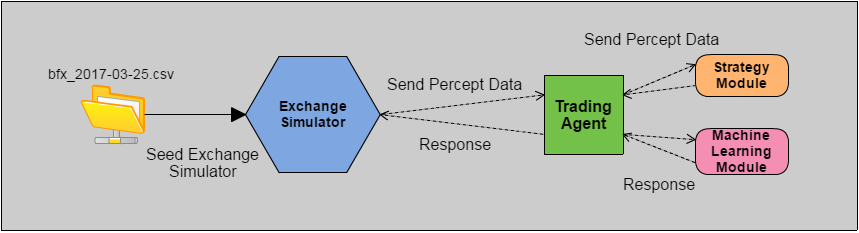 bfx_2017-03-25.csv
Seed Exchange
Simulator
Exchange
Simulator
Send Percept Data
Response
Trading
Agent
Send Percept Data
Strategy
Module
Machine
Learning
Module
Response